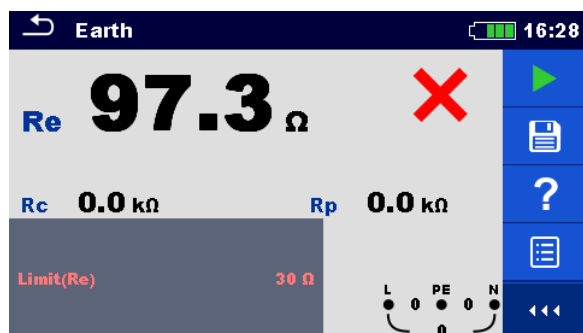 Earth 16:28
Re 97.3 Ω
Rc 0.0 kΩ Rp 0.0 kΩ
Limit(Re) 30 Ω
L PE N
0 0
0
?